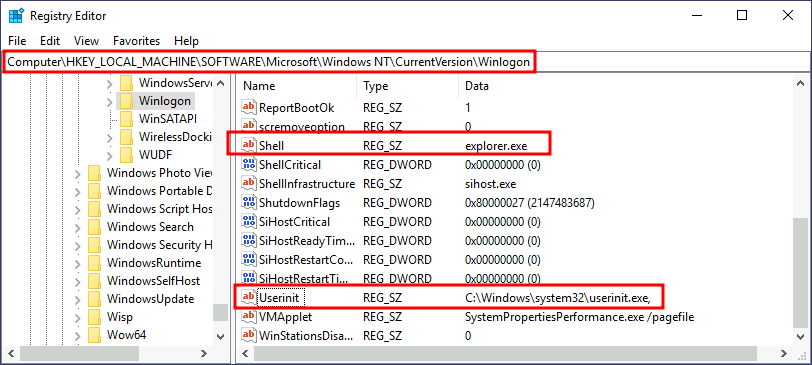 Registry Editor
File Edit View Favorites Help
Computer\HKEY_LOCAL_MACHINE\SOFTWARE\Microsoft\Windows NT\CurrentVersion\Winlogon
WindowsServ
Winlogon
WinSATAPI
WirelessDocki
WUDF
Windows Photo View
Windows Portable D
Windows Script Hos
Windows Search
Windows Security H
WindowsRuntime
WindowsSelfHost
WindowsUpdate
Wisp
Wow64
Name Type Data
ReportBootOk REG_SZ 1
scremoveoption REG_SZ 0
Shell REG_SZ explorer.exe
ShellCritical REG_DWORD 0x00000000 (0)
ShellInfrastructure REG_SZ sihost.exe
ShutdownFlags REG_DWORD 0x80000027 (2147483687)
SiHostCritical REG_DWORD 0x00000000 (0)
SiHostReadyTim... REG_DWORD 0x00000000 (0)
SiHostRestartCo... REG_DWORD 0x00000000 (0)
SiHostRestartTi... REG_DWORD 0x00000000 (0)
Userinit REG_SZ C:\Windows\system32\userinit.exe,
VMApplet REG_SZ SystemPropertiesPerformance.exe /pagefile
WinStationsDisa... REG_SZ 0